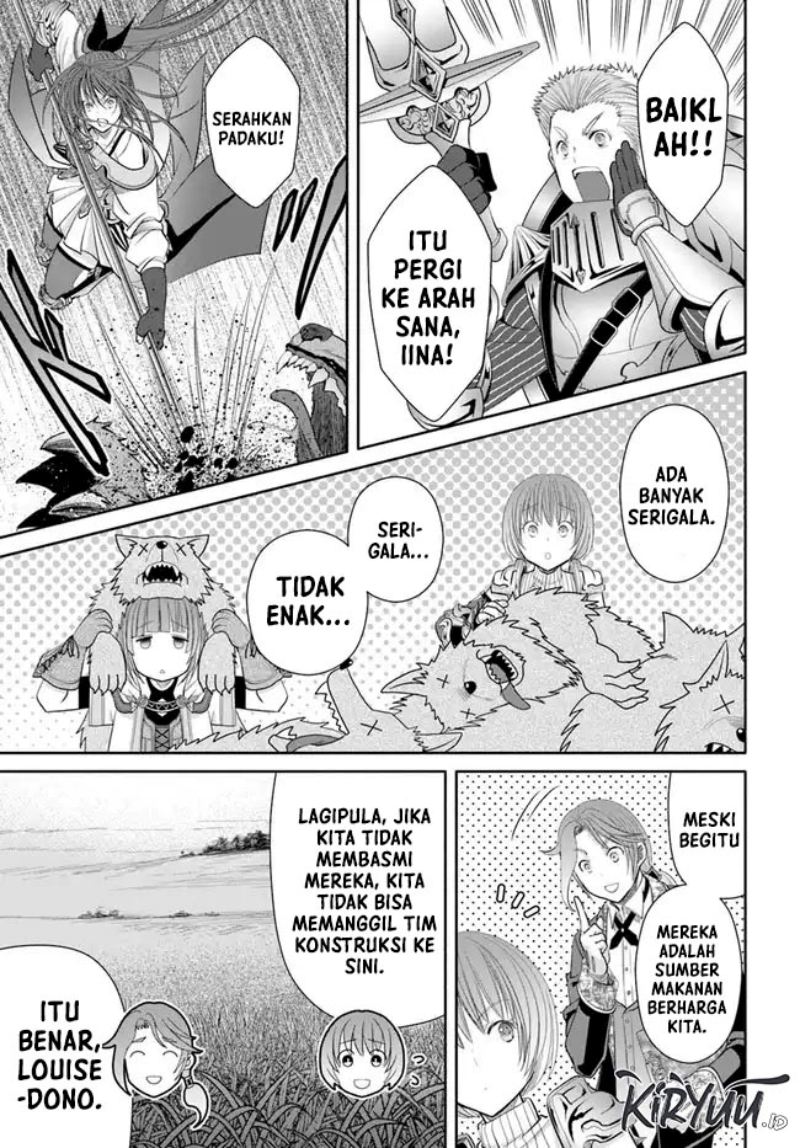 BAIKL
AH!!
ITU
PERGI
KE ARAH
SANA,
IINA!
SERAHKAN
PADAKU!
ADA
BANYAK
SERIGALA.
SERI-
GALA...
TIDAK
ENAK...
MESKI
BEGITU
MEREKA
ADALAH
SUMBER
MAKANAN
BERHARGA
KITA.
LAGIPULA, JIKA
KITA TIDAK
MEMBASMI
MEREKA, KITA
TIDAK BISA
MEMANGGIL TIM
KONSTRUKSI KE
SINI.
ITU
BENAR,
LOUISE
-DONO.
KIRYUU.ID